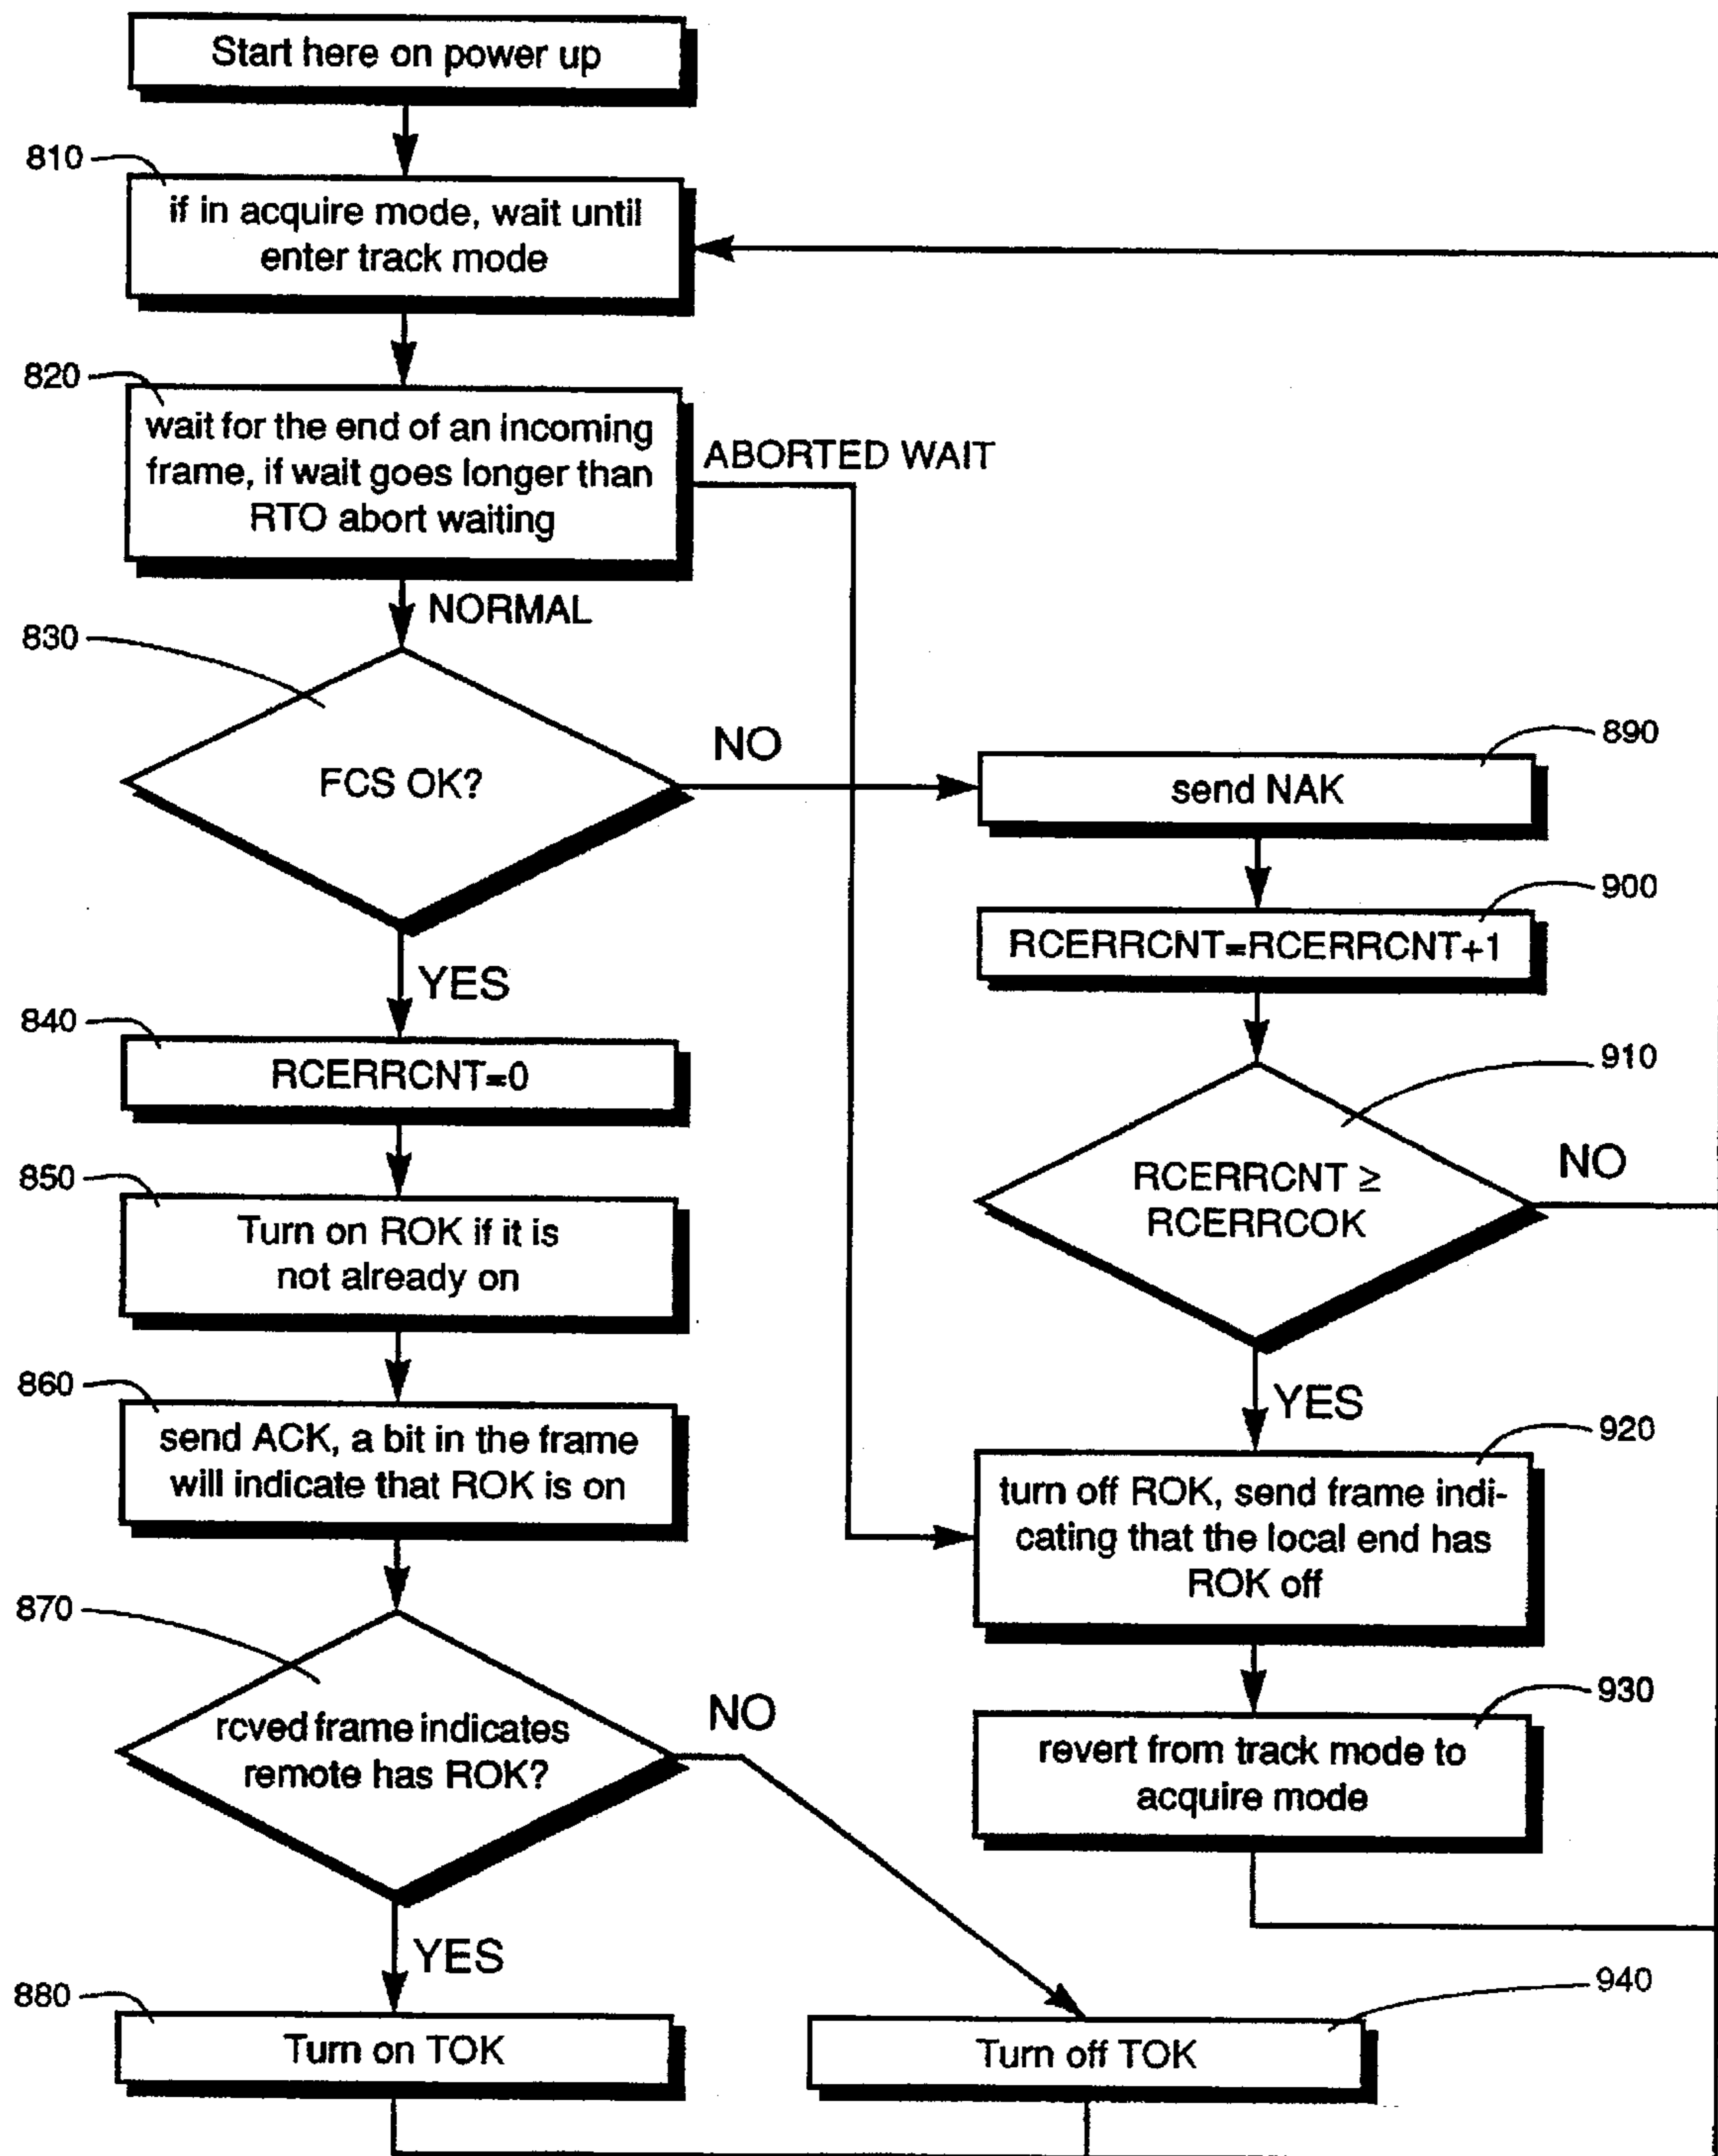 Start here on power up
810
if in acquire mode, wait until
enter track mode
820
wait for the end of an incoming
frame, if wait goes longer than
RTO abort waiting
ABORTED WAIT
NORMAL
830
FCS OK?
NO
YES
840
RCERRCNT=0
850
Turn on ROK if it is
not already on
860
send ACK, a bit in the frame
will indicate that ROK is on
870
rcved frame indicates
remote has ROK?
NO
YES
880
Turn on TOK
890
send NAK
900
RCERRCNT=RCERRCNT+1
910
RCERRCNT ≥
RCERRCOK
NO
YES
920
turn off ROK, send frame indi-
cating that the local end has
ROK off
930
revert from track mode to
acquire mode
940
Turn off TOK